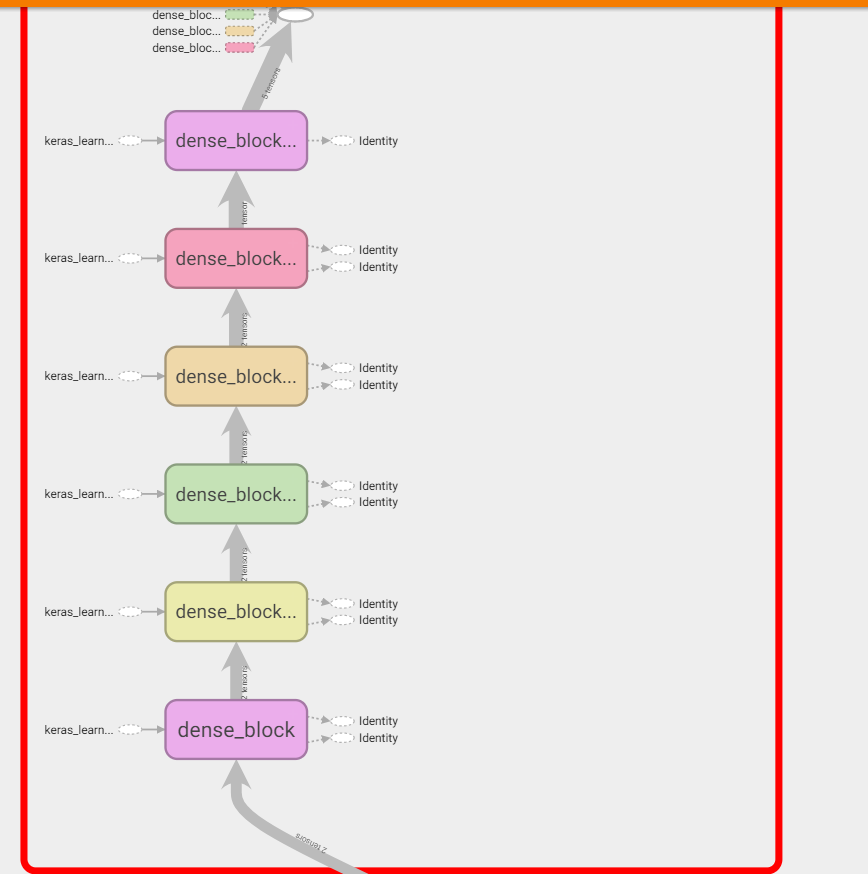 dense_bloc...
dense_bloc...
dense_bloc...
5 tensors
keras_learn...
dense_block...
Identity
tensor
keras_learn...
dense_block...
Identity
Identity
2 tensors
keras_learn...
dense_block...
Identity
Identity
2 tensors
keras_learn...
dense_block...
Identity
Identity
2 tensors
keras_learn...
dense_block...
Identity
Identity
2 tensors
keras_learn...
dense_block
Identity
Identity
2 tensors